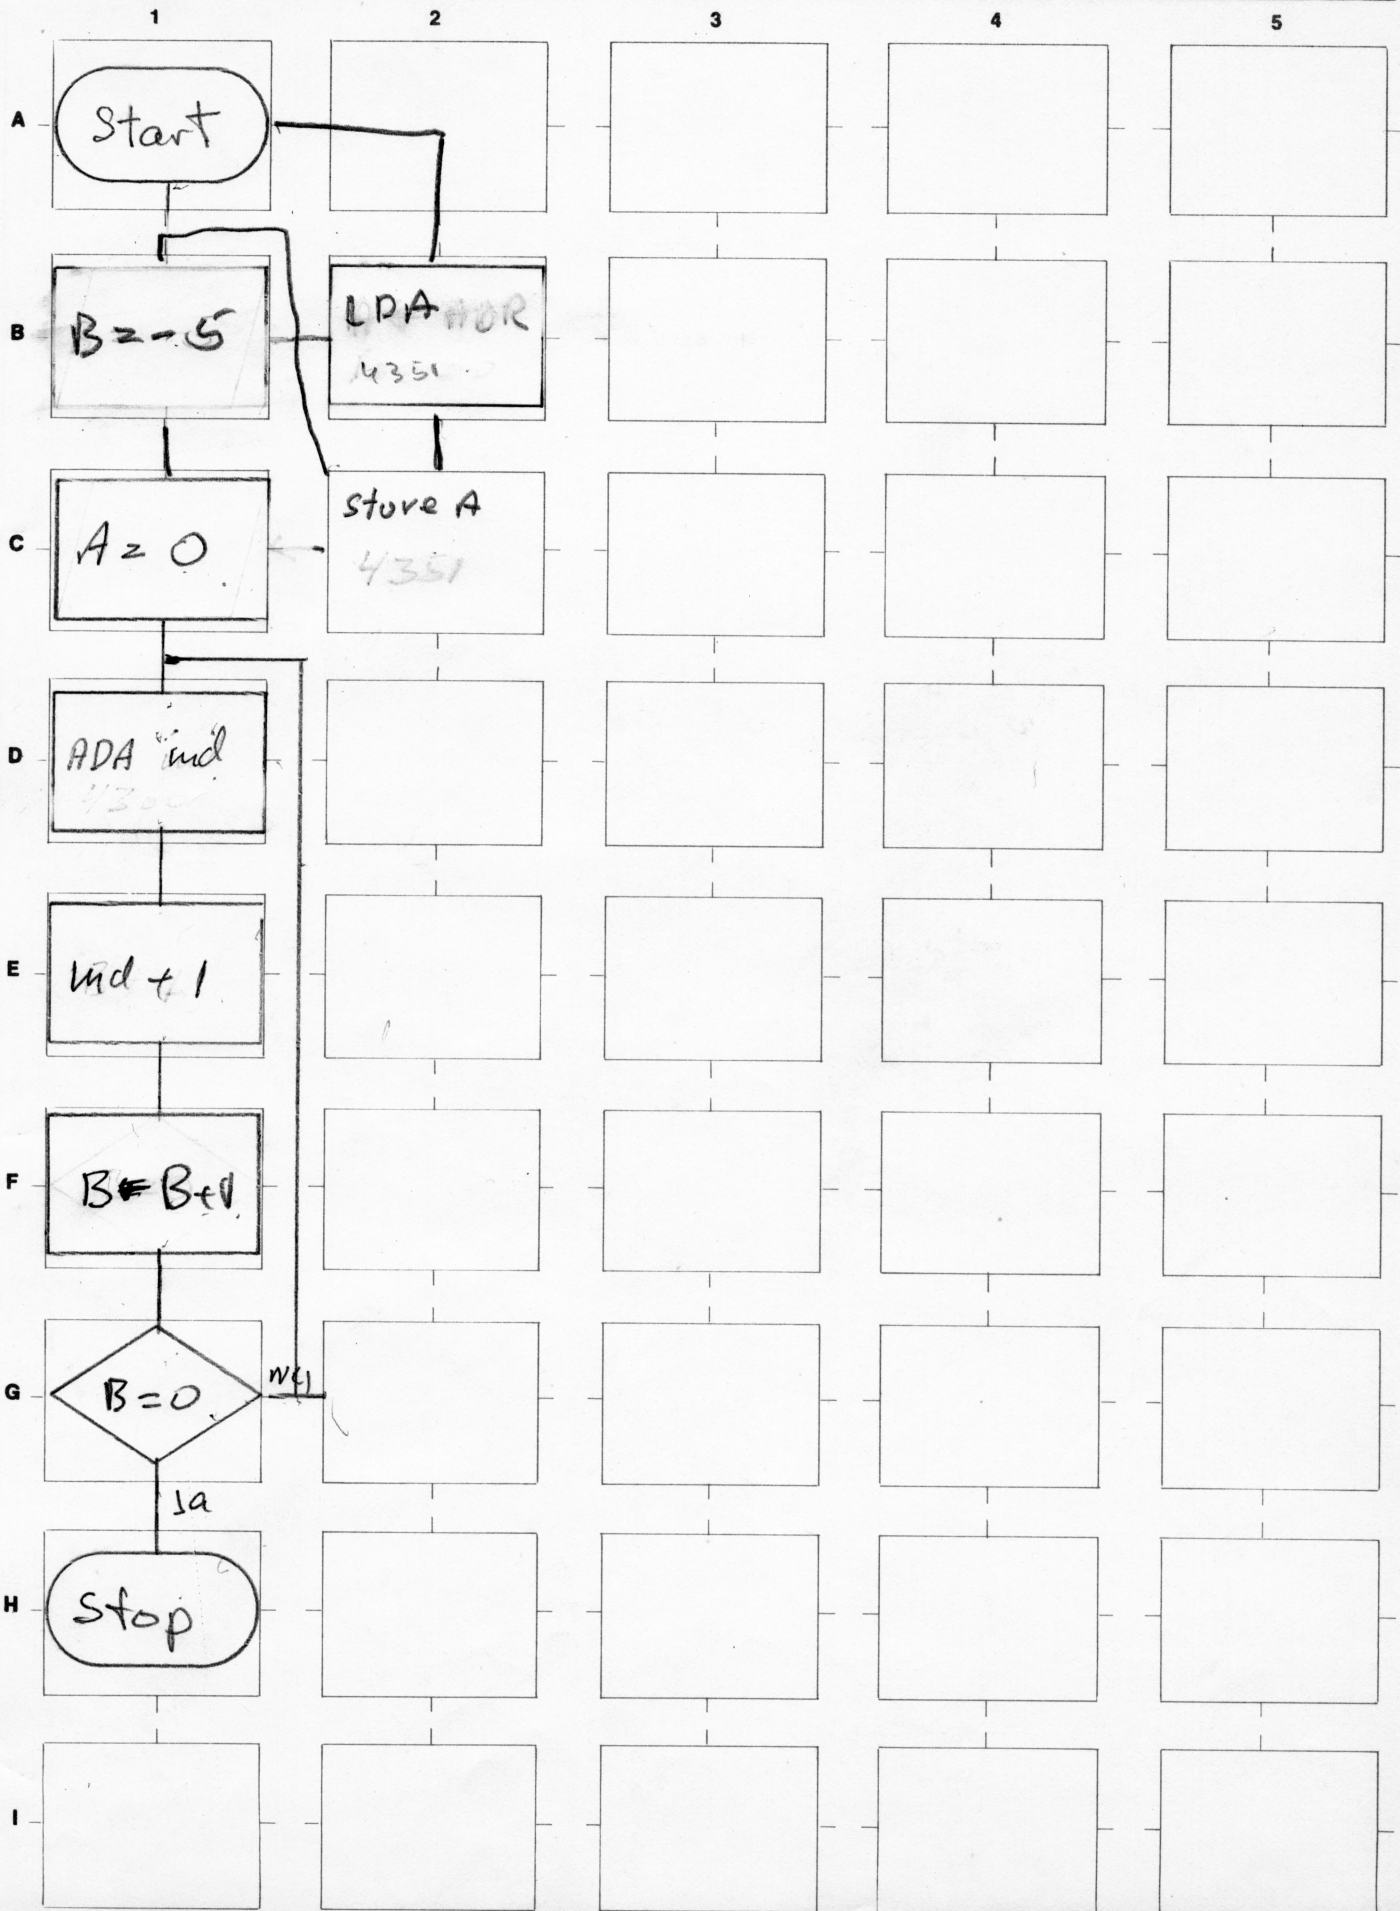 1 2 3 4 5
A
Start
B
B = -5
LDA
4351
C
A = 0
store A
4351
D
ADA ind
E
ind + 1
F
B = B+1
G
B = 0
Nej
Ja
H
Stop
I